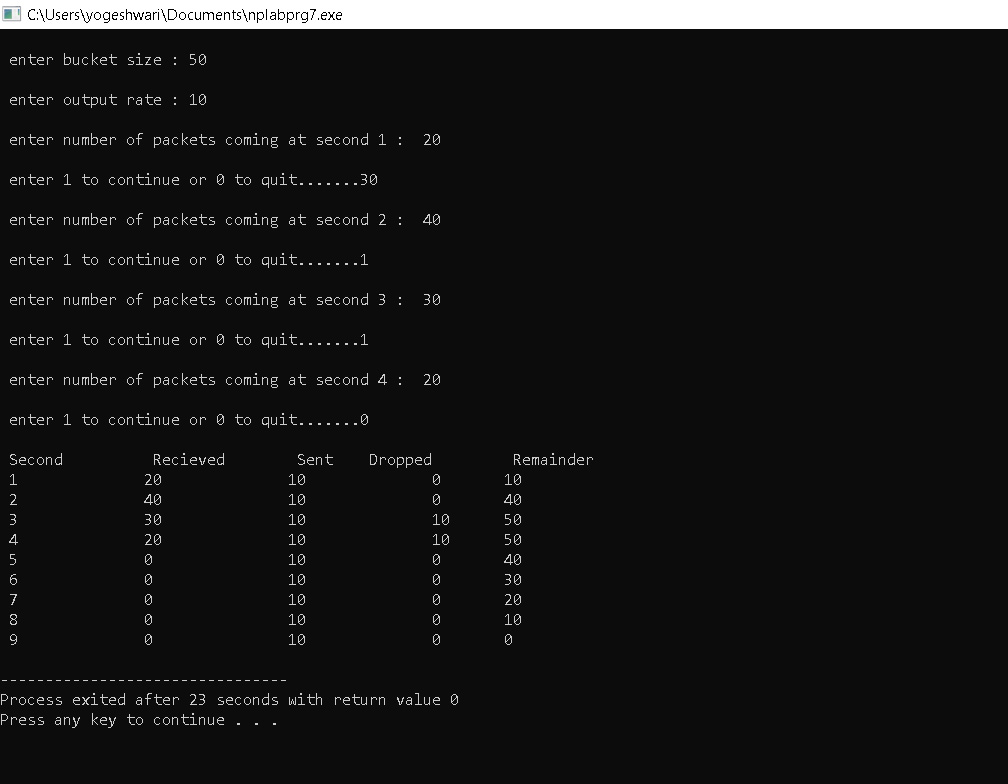 C:\Users\yogeshwari\Documents\nplabprg7.exe
enter bucket size : 50
enter output rate : 10
enter number of packets coming at second 1 :  20
enter 1 to continue or 0 to quit.......30
enter number of packets coming at second 2 :  40
enter 1 to continue or 0 to quit.......1
enter number of packets coming at second 3 :  30
enter 1 to continue or 0 to quit.......1
enter number of packets coming at second 4 :  20
enter 1 to continue or 0 to quit.......0
Second Recieved Sent Dropped Remainder
1 20 10 0 10
2 40 10 0 40
3 30 10 10 50
4 20 10 10 50
5 0 10 0 40
6 0 10 0 30
7 0 10 0 20
8 0 10 0 10
9 0 10 0 0
--------------------------------
Process exited after 23 seconds with return value 0
Press any key to continue . . .